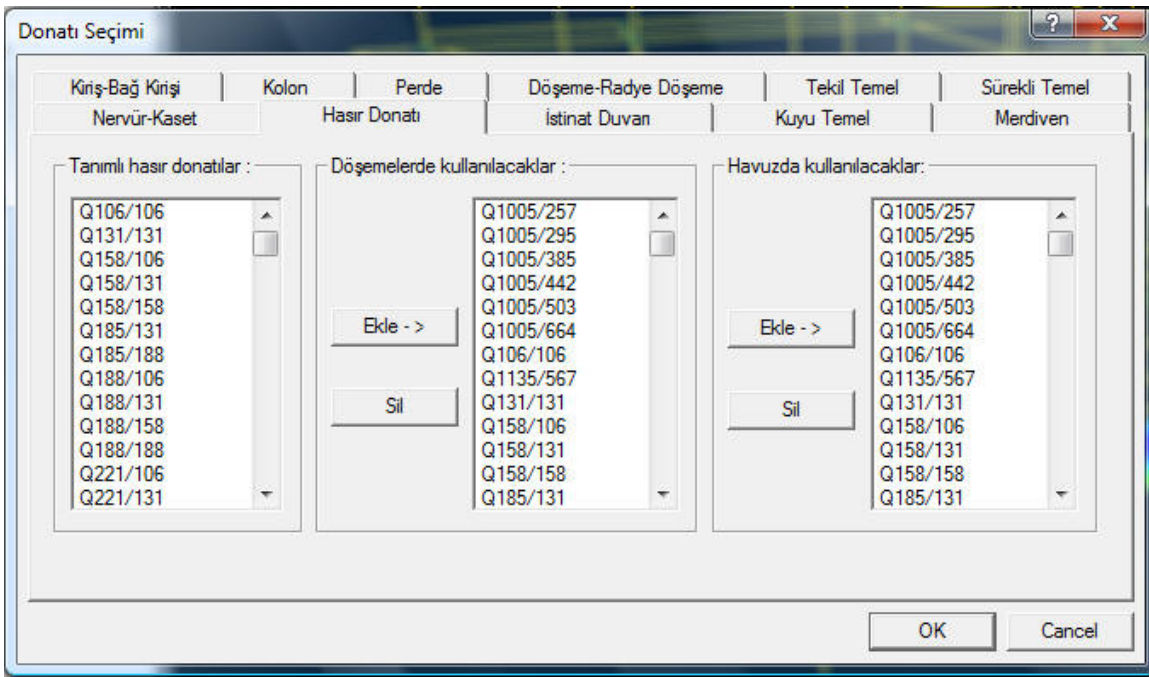 Donatı Seçimi
Kiriş-Bağ Kirişi Kolon Perde Döşeme-Radye Döşeme Tekil Temel Sürekli Temel
Nervür-Kaset Hasır Donatı İstinat Duvarı Kuyu Temel Merdiven
Tanımlı hasır donatılar : Döşemelerde kullanılacaklar : Havuzda kullanılacaklar:
Q106/106 Q1005/257 Q1005/257
Q131/131 Q1005/295 Q1005/295
Q158/106 Q1005/385 Q1005/385
Q158/131 Q1005/442 Q1005/442
Q158/158 Q1005/503 Q1005/503
Q185/131 Ekle - > Q1005/664 Ekle - > Q1005/664
Q185/188 Q106/106 Q106/106
Q188/106 Q1135/567 Q1135/567
Q188/131 Sil Q131/131 Sil Q131/131
Q188/158 Q158/106 Q158/106
Q188/188 Q158/131 Q158/131
Q221/106 Q158/158 Q158/158
Q221/131 Q185/131 Q185/131
OK Cancel